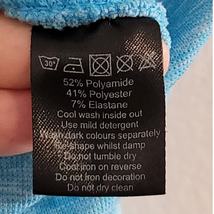 30°
52% Polyamide
41% Polyester
7% Elastane
Cool wash inside out
Use mild detergent
Wash dark colours separately
Re-shape whilst damp
Do not tumble dry
Cool iron on reverse
Do not iron decoration
Do not dry clean